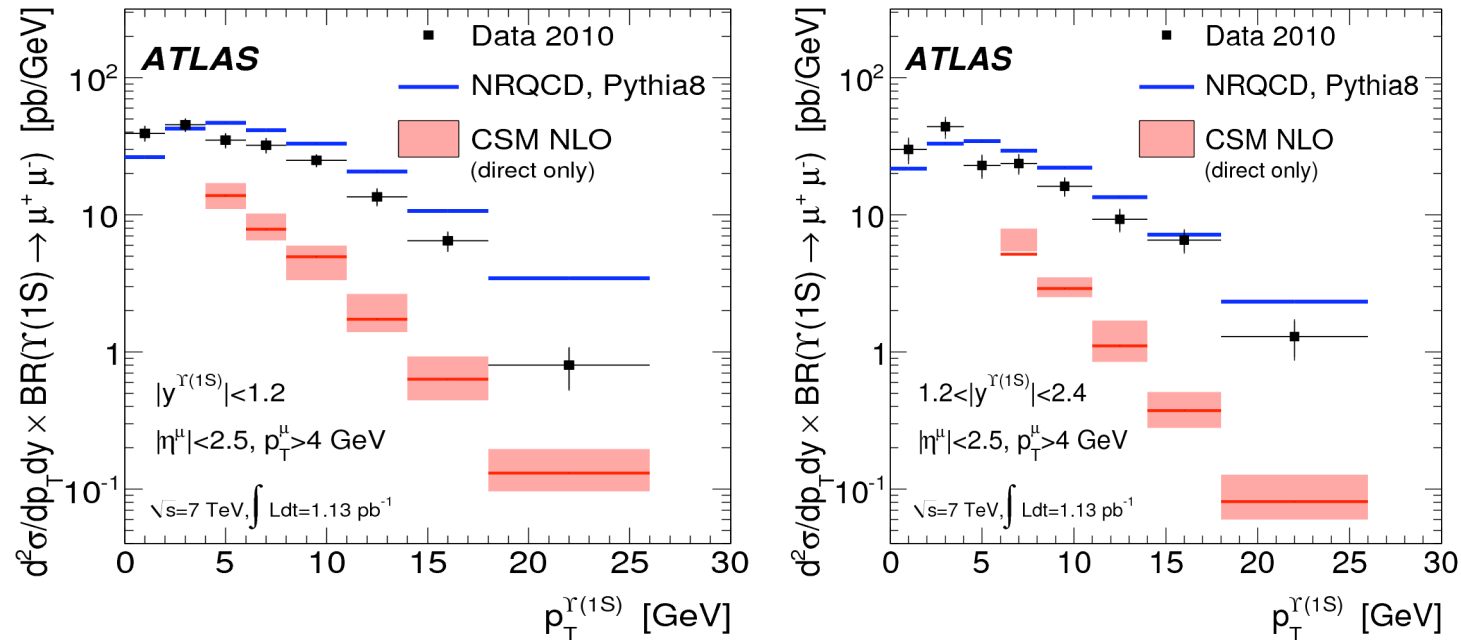 ATLAS
Data 2010
NRQCD, Pythia8
CSM NLO
(direct only)
|y^ϒ(1S)|<1.2
|η^μ|<2.5, p_T^μ>4 GeV
√s=7 TeV,∫ Ldt=1.13 pb^-1
d²σ/dp_T dy × BR(ϒ(1S) → μ⁺ μ⁻) [pb/GeV]
10²
10
1
10⁻¹
0 5 10 15 20 25 30
p_T^ϒ(1S) [GeV]
ATLAS
Data 2010
NRQCD, Pythia8
CSM NLO
(direct only)
1.2<|y^ϒ(1S)|<2.4
|η^μ|<2.5, p_T^μ>4 GeV
√s=7 TeV,∫ Ldt=1.13 pb^-1
d²σ/dp_T dy × BR(ϒ(1S) → μ⁺ μ⁻) [pb/GeV]
10²
10
1
10⁻¹
0 5 10 15 20 25 30
p_T^ϒ(1S) [GeV]